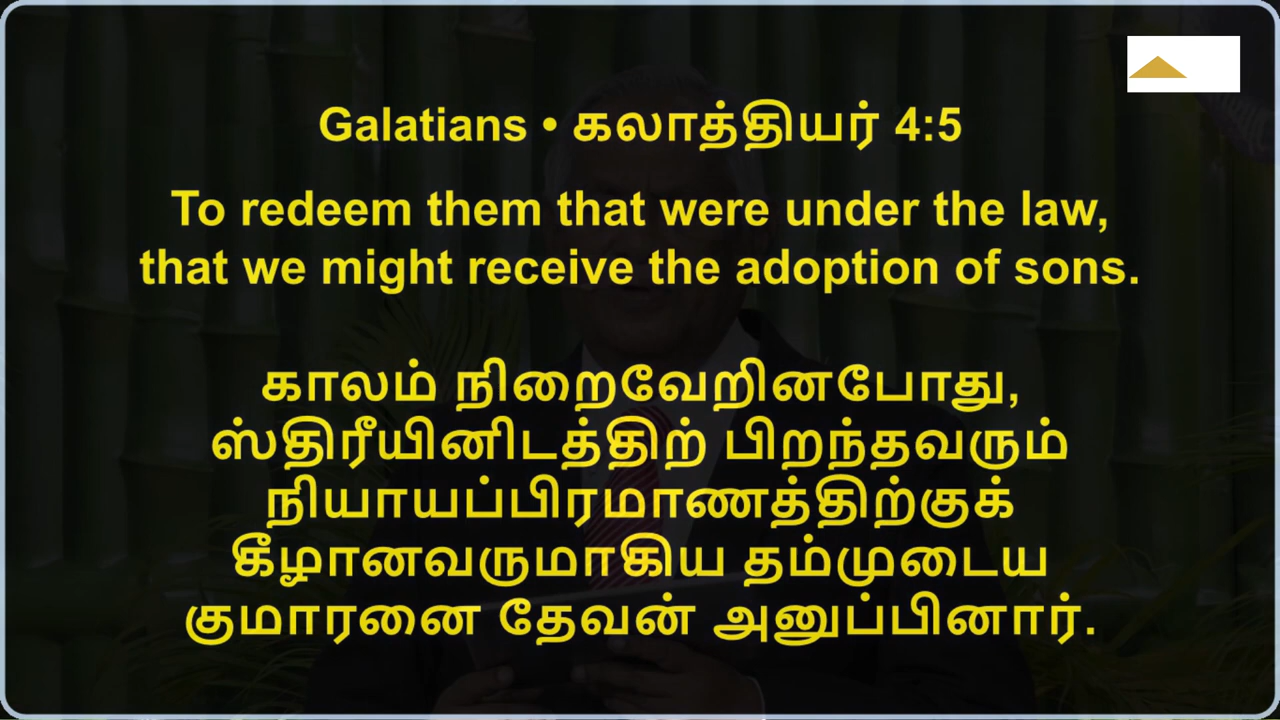 Galatians • கலாத்தியர் 4:5
To redeem them that were under the law,
that we might receive the adoption of sons.
காலம் நிறைவேறினபோது,
ஸ்திரீயினிடத்திற் பிறந்தவரும்
நியாயப்பிரமாணத்திற்குக்
கீழானவருமாகிய தம்முடைய
குமாரனை தேவன் அனுப்பினார்.